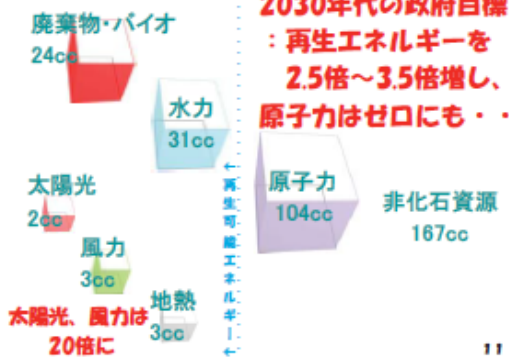 廃棄物・バイオ
24cc
水力
31cc
太陽光
2cc
風力
3cc
地熱
3cc
太陽光、風力は
20倍に
←再生可能エネルギー←
2030年代の政府目標
：再生エネルギーを
2.5倍～3.5倍増し、
原子力はゼロにも・・
原子力
104cc
非化石資源
167cc
11